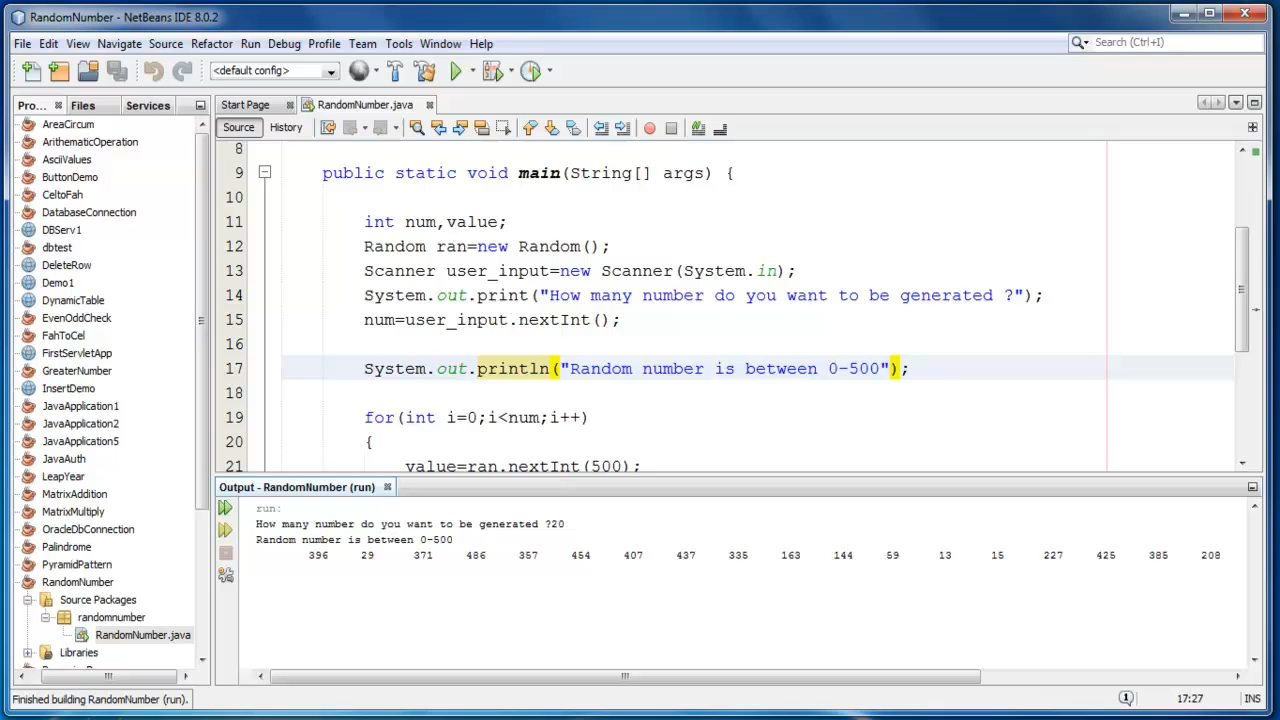 RandomNumber - NetBeans IDE 8.0.2
File Edit View Navigate Source Refactor Run Debug Profile Team Tools Window Help
Search (Ctrl+I)
<default config>
Pro... Files Services
Start Page RandomNumber.java
Source History
AreaCircum
ArithematicOperation
AsciiValues
ButtonDemo
CeltoFah
DatabaseConnection
DBServ1
dbtest
DeleteRow
Demo1
DynamicTable
EvenOddCheck
FahToCel
FirstServletApp
GreaterNumber
InsertDemo
JavaApplication1
JavaApplication2
JavaApplication5
JavaAuth
LeapYear
MatrixAddition
MatrixMultiply
OracleDbConnection
Palindrome
PyramidPattern
RandomNumber
Source Packages
randomnumber
RandomNumber.java
Libraries
8
9 public static void main(String[] args) {
10
11 int num,value;
12 Random ran=new Random();
13 Scanner user_input=new Scanner(System.in);
14 System.out.print("How many number do you want to be generated ?");
15 num=user_input.nextInt();
16
17 System.out.println("Random number is between 0-500");
18
19 for(int i=0;i<num;i++)
20 {
21 value=ran.nextInt(500);
Output - RandomNumber (run)
run:
How many number do you want to be generated ?20
Random number is between 0-500
396 29 371 486 357 454 407 437 335 163 144 59 13 15 227 425 385 208
Finished building RandomNumber (run).
17:27 INS